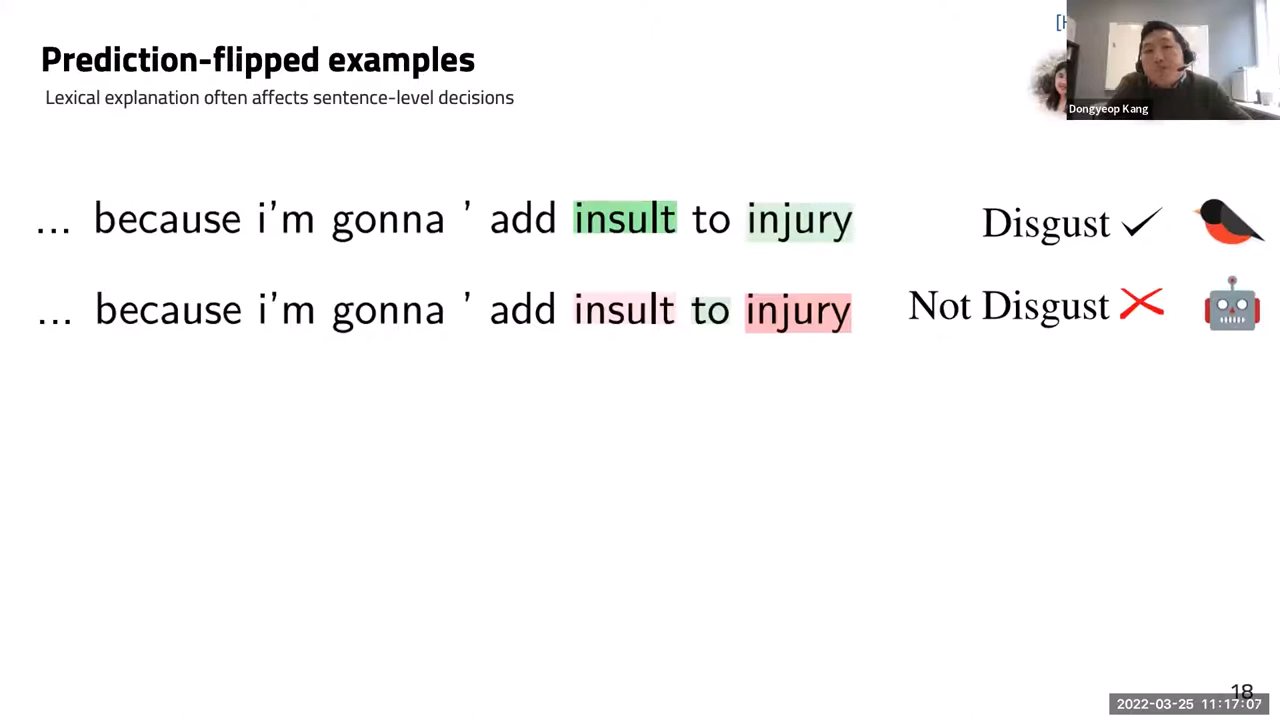 Prediction-flipped examples
Lexical explanation often affects sentence-level decisions
[H
Dongyeop Kang
... because i'm gonna ' add insult to injury Disgust ✓
... because i'm gonna ' add insult to injury Not Disgust ✗
18
2022-03-25 11:17:07